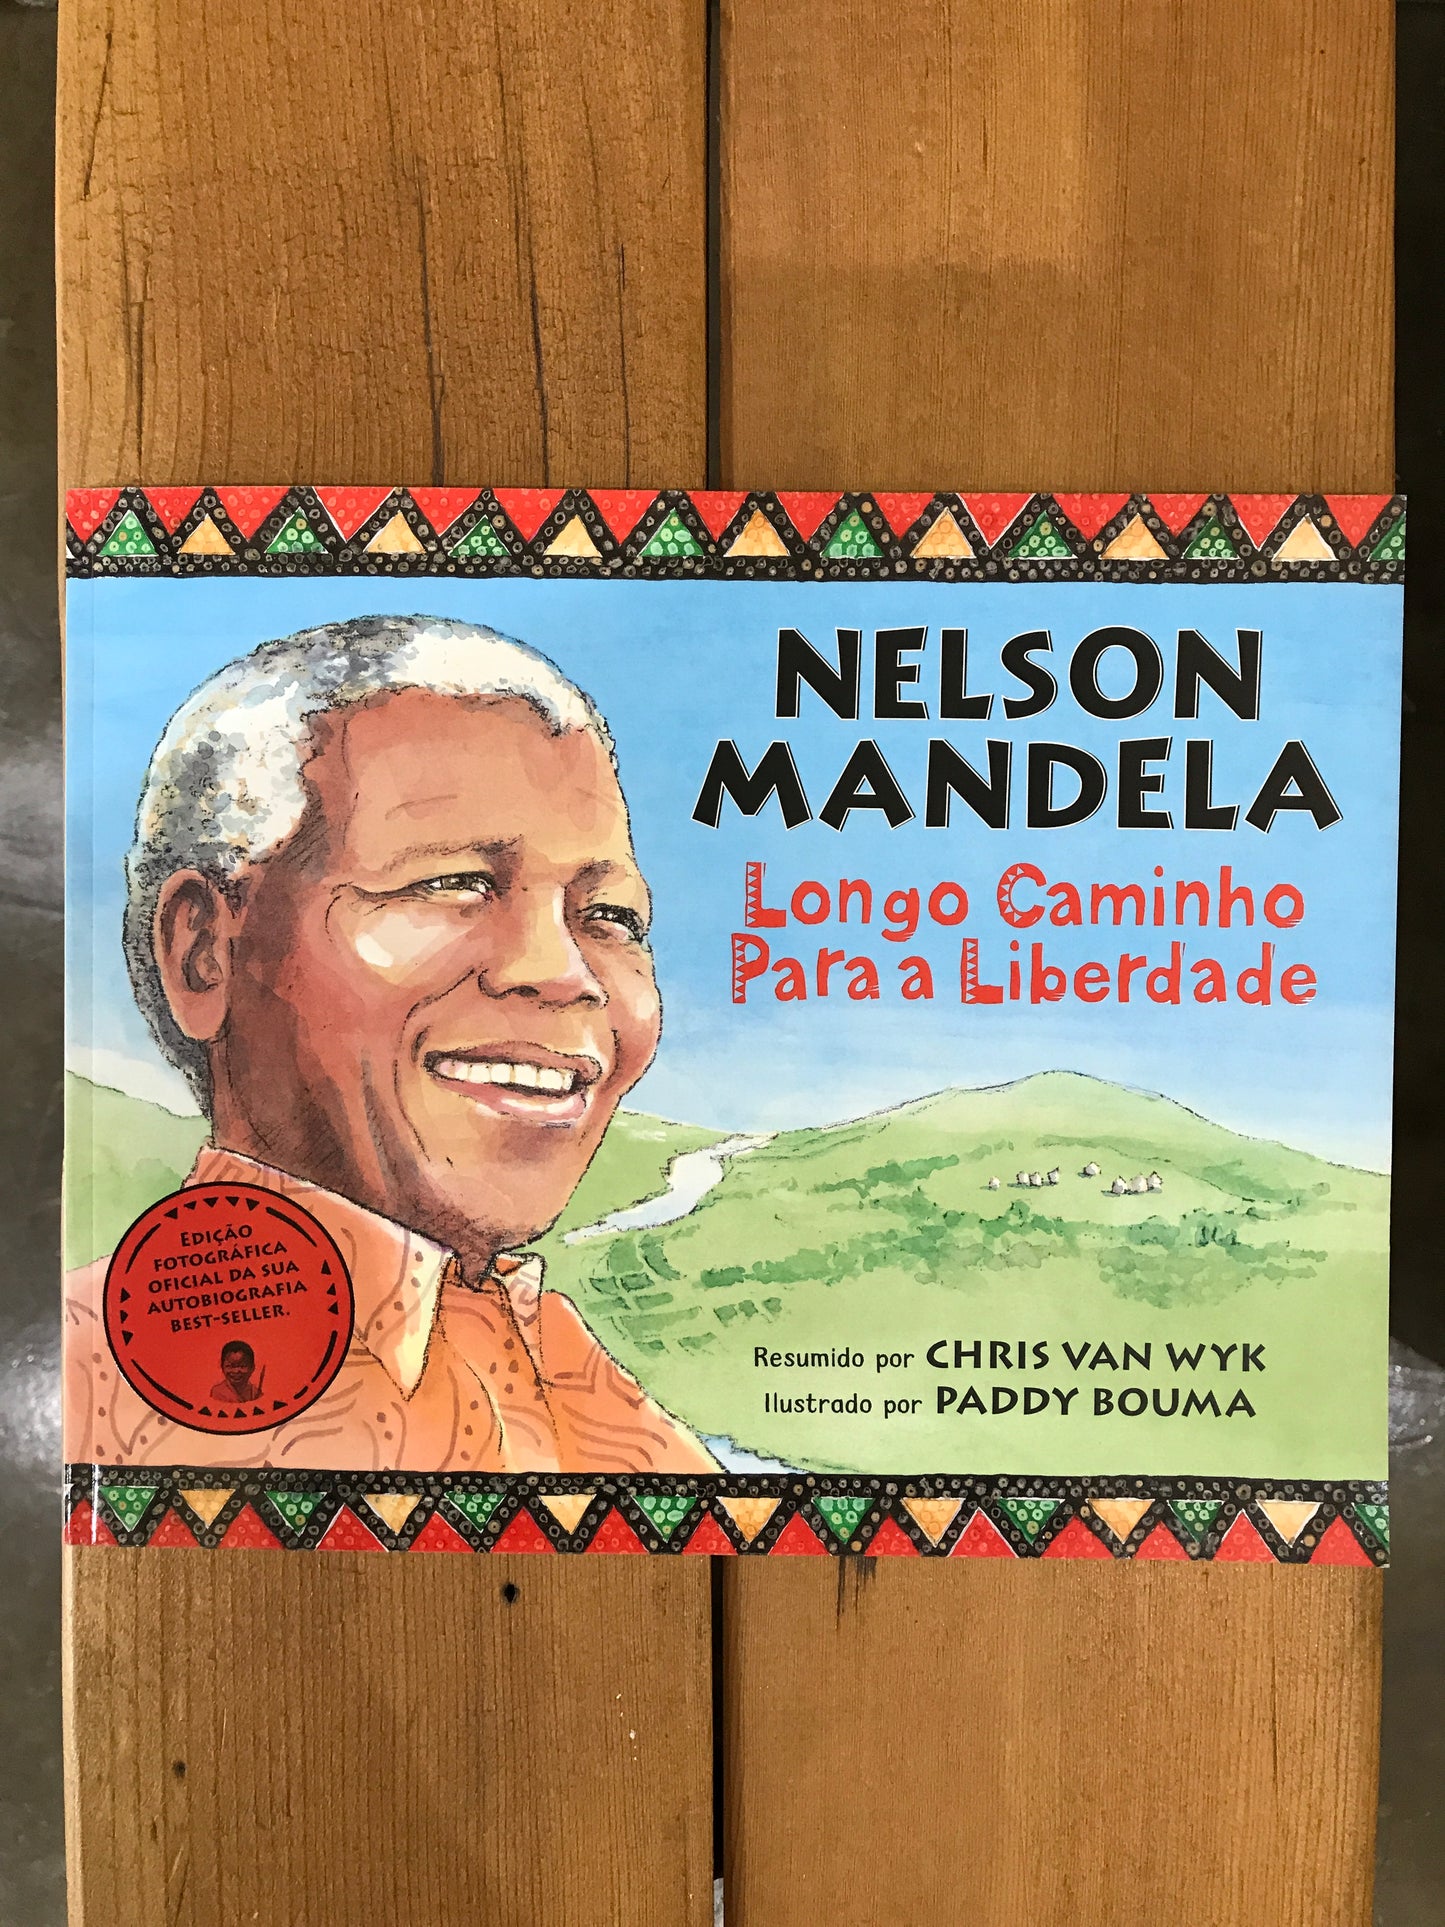 NELSON
MANDELA
Longo Caminho
Para a Liberdade
EDIÇÃO
FOTOGRÁFICA
OFICIAL DA SUA
AUTOBIOGRAFIA
BEST-SELLER.
Resumido por CHRIS VAN WYK
Ilustrado por PADDY BOUMA